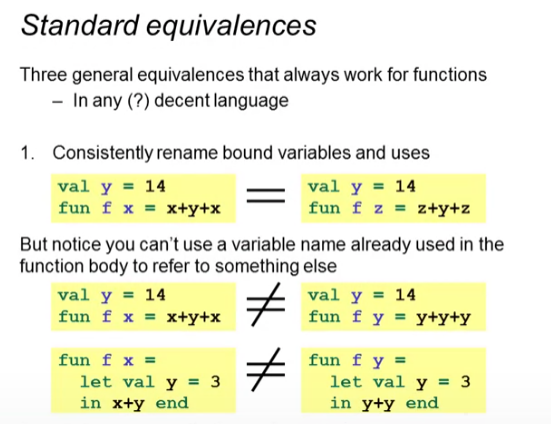 Standard equivalences
Three general equivalences that always work for functions
– In any (?) decent language
1. Consistently rename bound variables and uses
val y = 14
fun f x = x+y+x
=
val y = 14
fun f z = z+y+z
But notice you can't use a variable name already used in the
function body to refer to something else
val y = 14
fun f x = x+y+x
≠
val y = 14
fun f y = y+y+y
fun f x =
let val y = 3
in x+y end
≠
fun f y =
let val y = 3
in y+y end